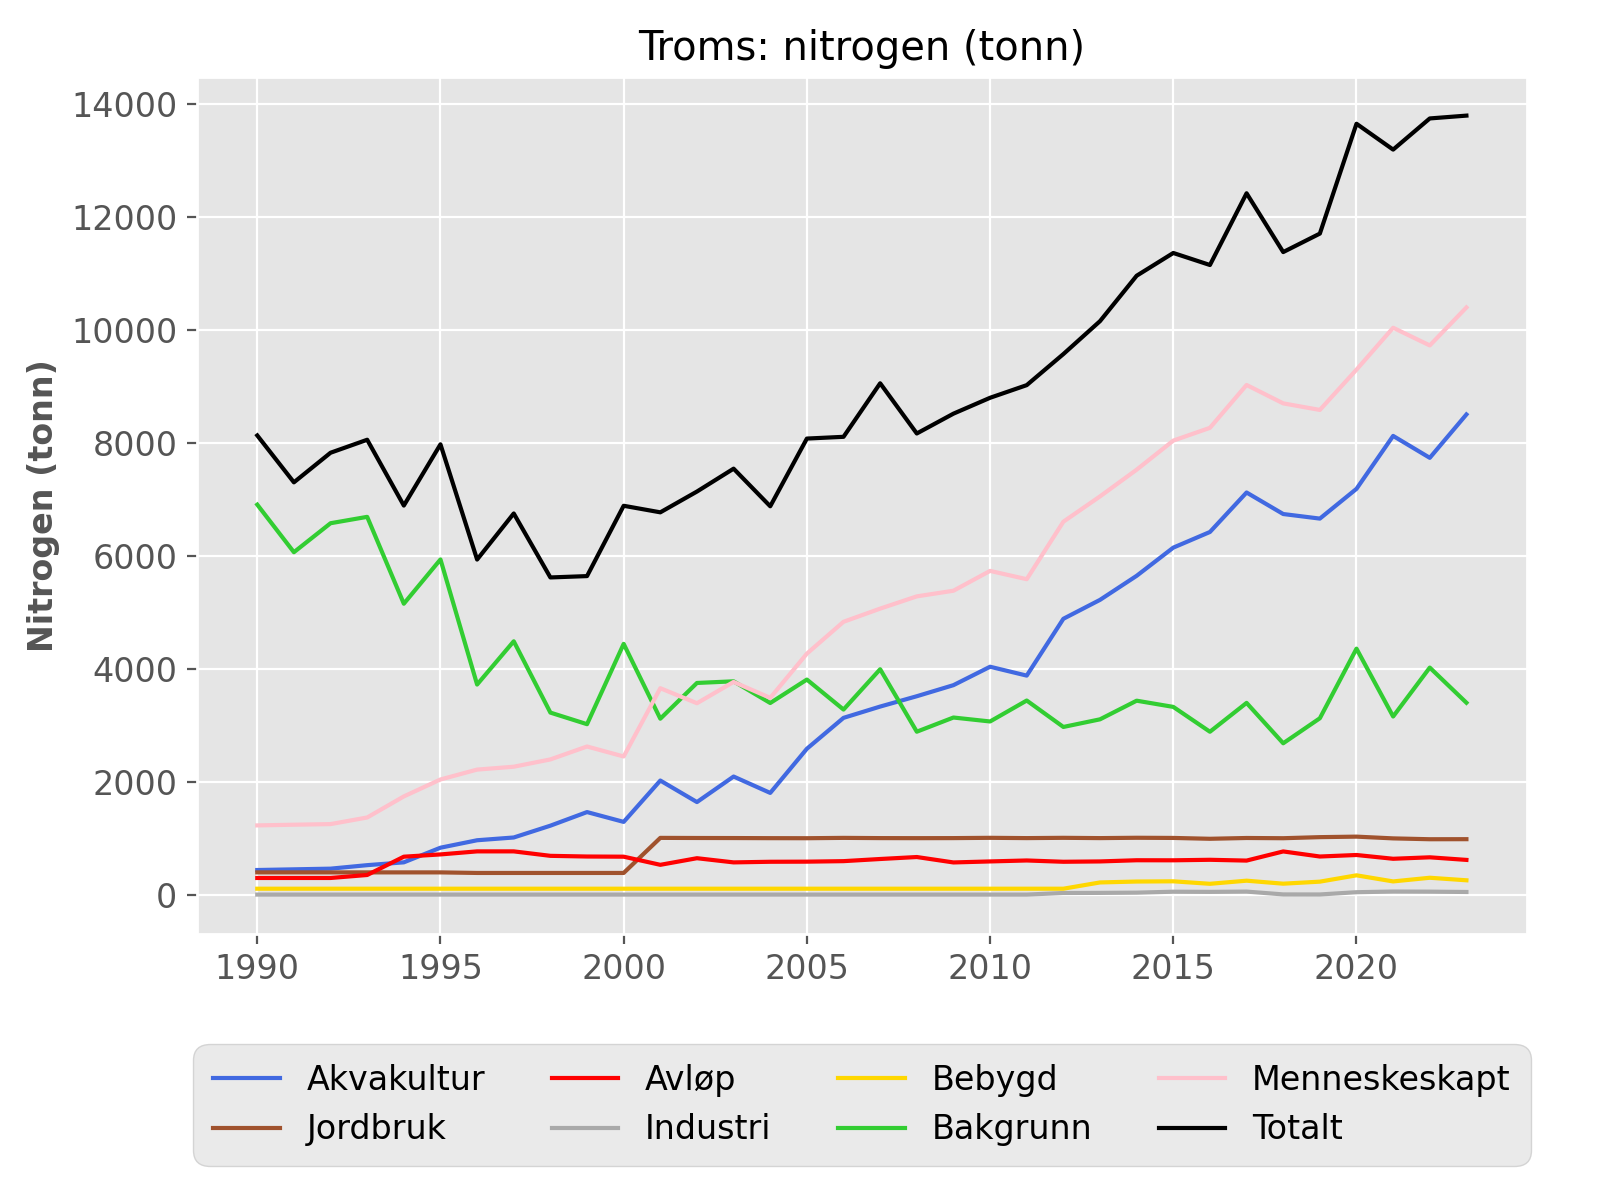 Troms: nitrogen (tonn)
14000
12000
10000
8000
6000
4000
2000
0
Nitrogen (tonn)
1990 1995 2000 2005 2010 2015 2020
Akvakultur Avløp Bebygd Menneskeskapt
Jordbruk Industri Bakgrunn Totalt